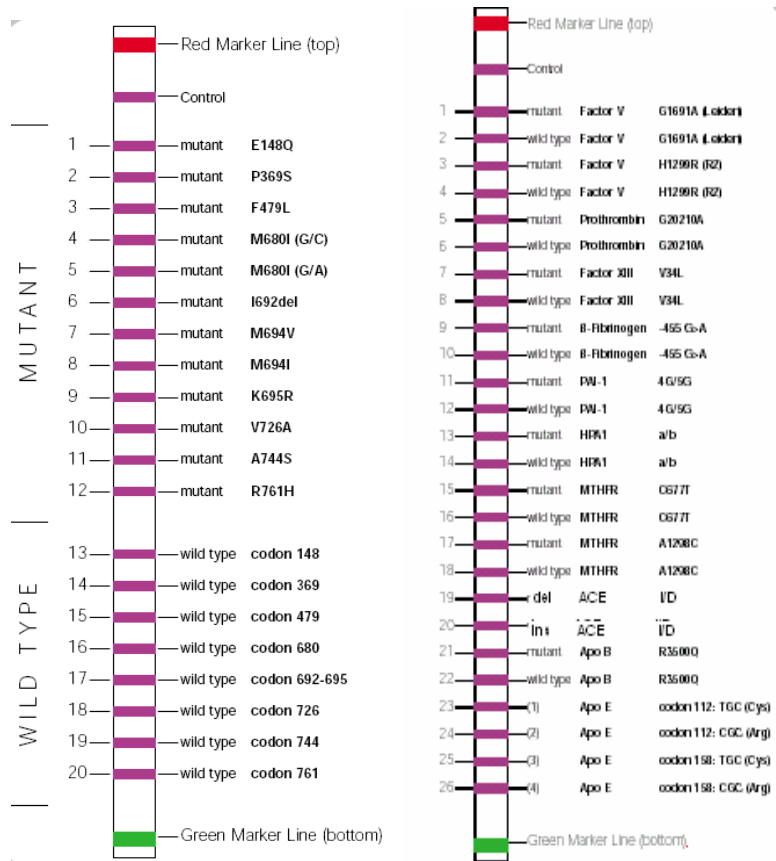 Red Marker Line (top)
Control
MUTANT
1 mutant E148Q
2 mutant P369S
3 mutant F479L
4 mutant M680I (G/C)
5 mutant M680I (G/A)
6 mutant I692del
7 mutant M694V
8 mutant M694I
9 mutant K695R
10 mutant V726A
11 mutant A744S
12 mutant R761H
WILD TYPE
13 wild type codon 148
14 wild type codon 369
15 wild type codon 479
16 wild type codon 680
17 wild type codon 692-695
18 wild type codon 726
19 wild type codon 744
20 wild type codon 761
Green Marker Line (bottom)
Red Marker Line (top)
Control
1 mutant Factor V G1691A (Leiden)
2 wild type Factor V G1691A (Leiden)
3 mutant Factor V H1299R (R2)
4 wild type Factor V H1299R (R2)
5 mutant Prothrombin G20210A
6 wild type Prothrombin G20210A
7 mutant Factor XIII V34L
8 wild type Factor XIII V34L
9 mutant ß-Fibrinogen -455 G>A
10 wild type ß-Fibrinogen -455 G>A
11 mutant PAI-1 4G/5G
12 wild type PAI-1 4G/5G
13 mutant HPA1 a/b
14 wild type HPA1 a/b
15 mutant MTHFR C677T
16 wild type MTHFR C677T
17 mutant MTHFR A1298C
18 wild type MTHFR A1298C
19 del ACE I/D
20 ins ACE I/D
21 mutant Apo B R3500Q
22 wild type Apo B R3500Q
23 (1) Apo E codon 112: TGC (Cys)
24 (2) Apo E codon 112: CGC (Arg)
25 (3) Apo E codon 158: TGC (Cys)
26 (4) Apo E codon 158: CGC (Arg)
Green Marker Line (bottom).